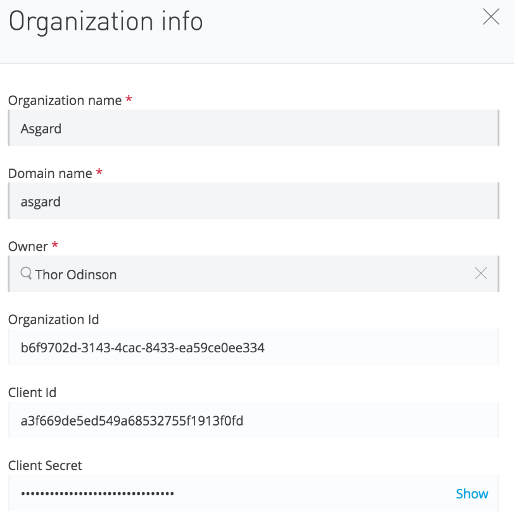 Organization info
Organization name *
Asgard
Domain name *
asgard
Owner *
Thor Odinson
Organization Id
b6f9702d-3143-4cac-8433-ea59ce0ee334
Client Id
a3f669de5ed549a68532755f1913f0fd
Client Secret
•••••••••••••••••••••••••••••••• Show